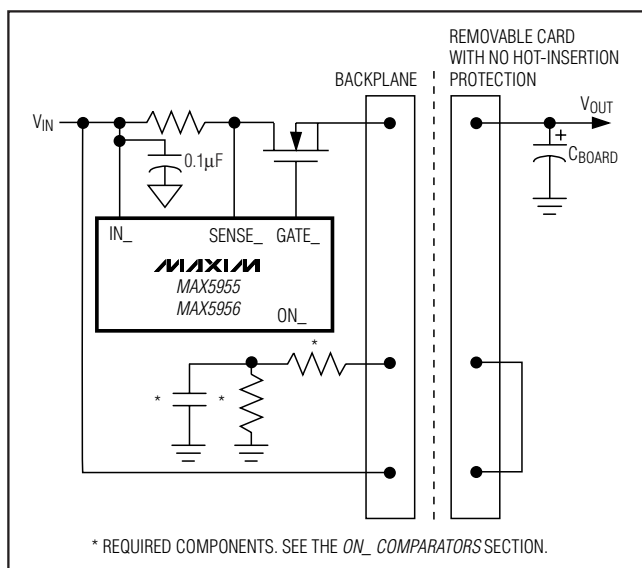 REMOVABLE CARD
WITH NO HOT-INSERTION
PROTECTION
BACKPLANE
VIN
VOUT
0.1µF
+
CBOARD
IN_
SENSE_
GATE_
MAXIM
MAX5955
MAX5956
ON_
*
*
*
* REQUIRED COMPONENTS. SEE THE ON_ COMPARATORS SECTION.